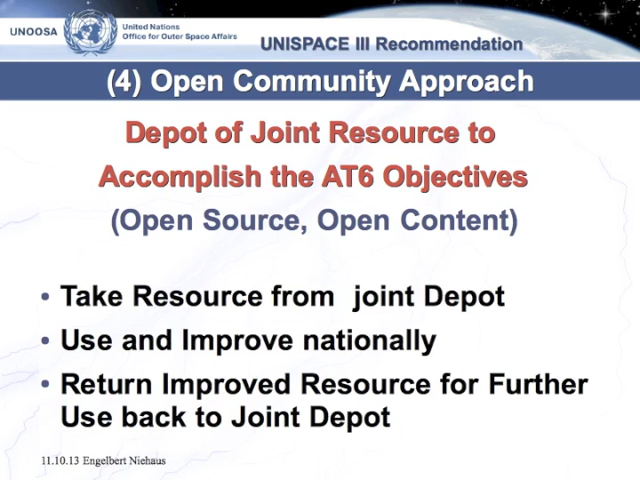 UNOOSA
United Nations
Office for Outer Space Affairs
UNISPACE III Recommendation
(4) Open Community Approach
Depot of Joint Resource to
Accomplish the AT6 Objectives
(Open Source, Open Content)
• Take Resource from  joint Depot
• Use and Improve nationally
• Return Improved Resource for Further
Use back to Joint Depot
11.10.13 Engelbert Niehaus